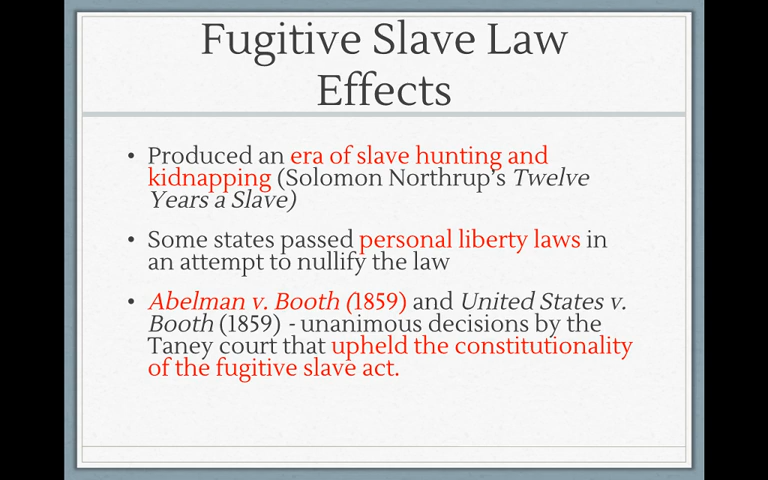 Fugitive Slave Law
Effects
• Produced an era of slave hunting and
kidnapping (Solomon Northrup's Twelve
Years a Slave)
• Some states passed personal liberty laws in
an attempt to nullify the law
• Abelman v. Booth (1859) and United States v.
Booth (1859) - unanimous decisions by the
Taney court that upheld the constitutionality
of the fugitive slave act.